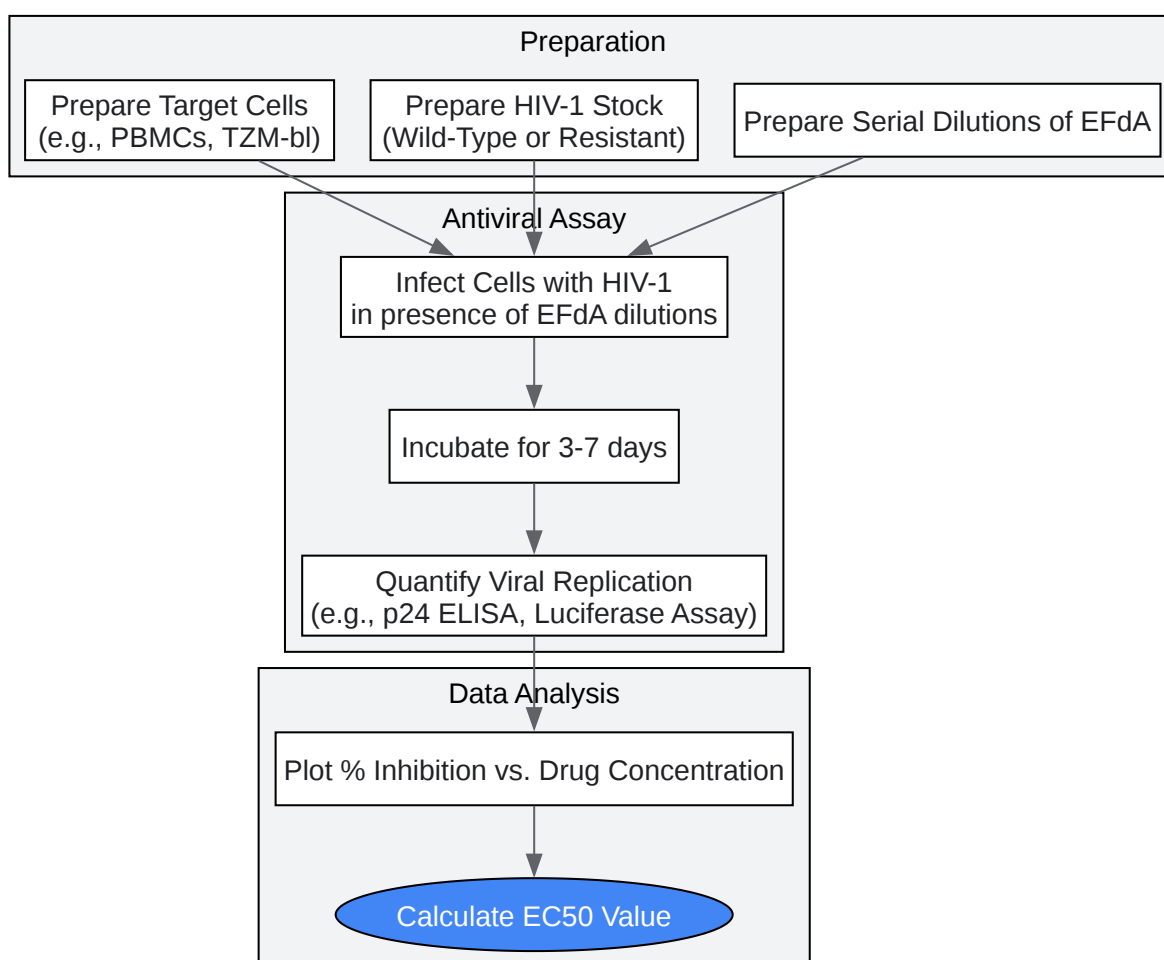 Preparation
Prepare Target Cells
(e.g., PBMCs, TZM-bl)
Prepare HIV-1 Stock
(Wild-Type or Resistant)
Prepare Serial Dilutions of EFdA
Antiviral Assay
Infect Cells with HIV-1
in presence of EFdA dilutions
Incubate for 3-7 days
Quantify Viral Replication
(e.g., p24 ELISA, Luciferase Assay)
Data Analysis
Plot % Inhibition vs. Drug Concentration
Calculate EC50 Value